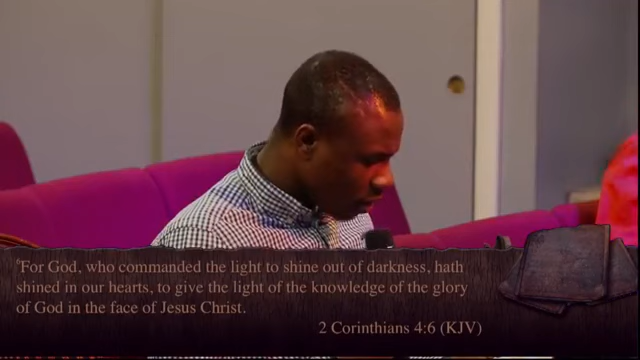 ⁶For God, who commanded the light to shine out of darkness, hath
shined in our hearts, to give the light of the knowledge of the glory
of God in the face of Jesus Christ.
2 Corinthians 4:6 (KJV)